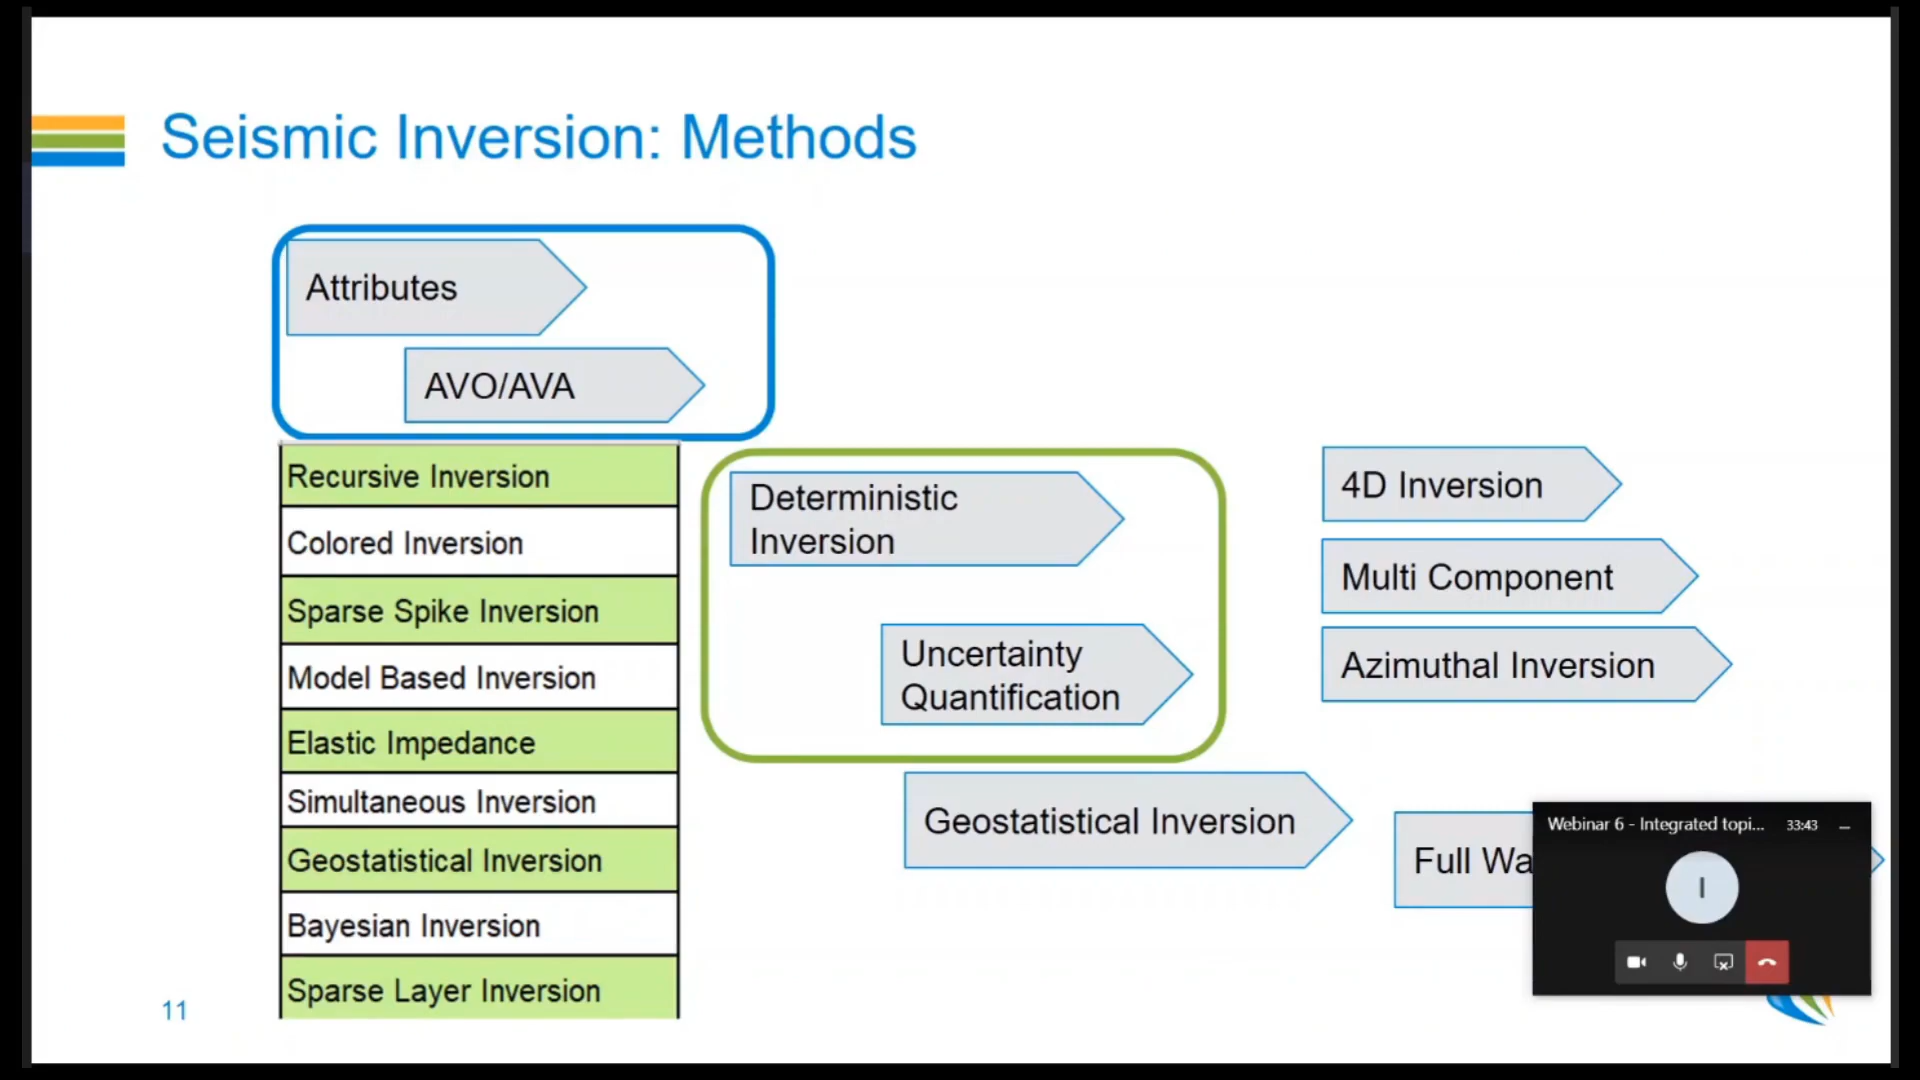 Seismic Inversion: Methods
Attributes
AVO/AVA
Recursive Inversion
Colored Inversion
Sparse Spike Inversion
Model Based Inversion
Elastic Impedance
Simultaneous Inversion
Geostatistical Inversion
Bayesian Inversion
Sparse Layer Inversion
Deterministic
Inversion
Uncertainty
Quantification
Geostatistical Inversion
4D Inversion
Multi Component
Azimuthal Inversion
Full Wa
Webinar 6 - Integrated topi... 33:43
I
11